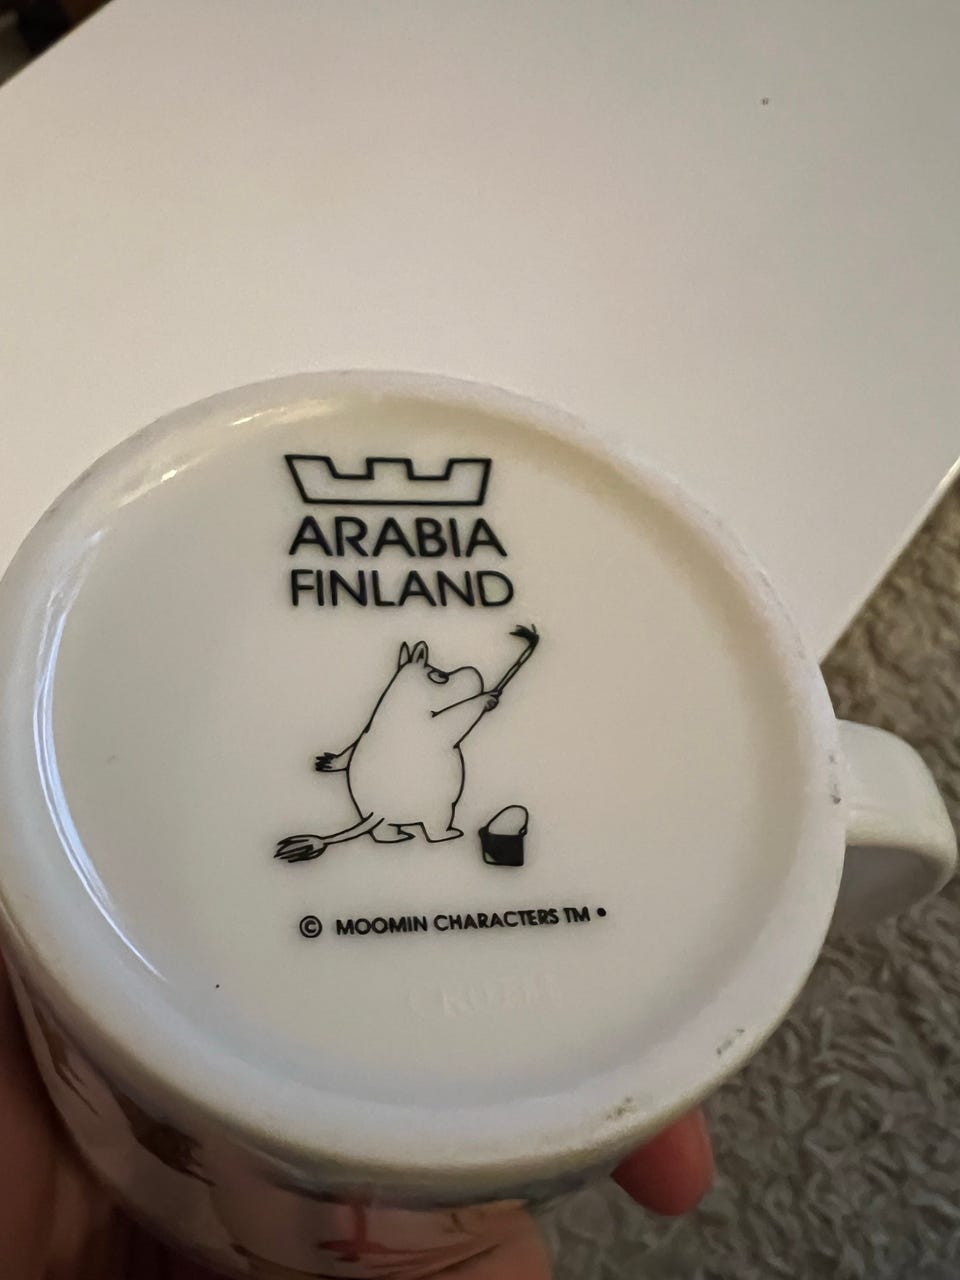 ARABIA
FINLAND
© MOOMIN CHARACTERS TM •